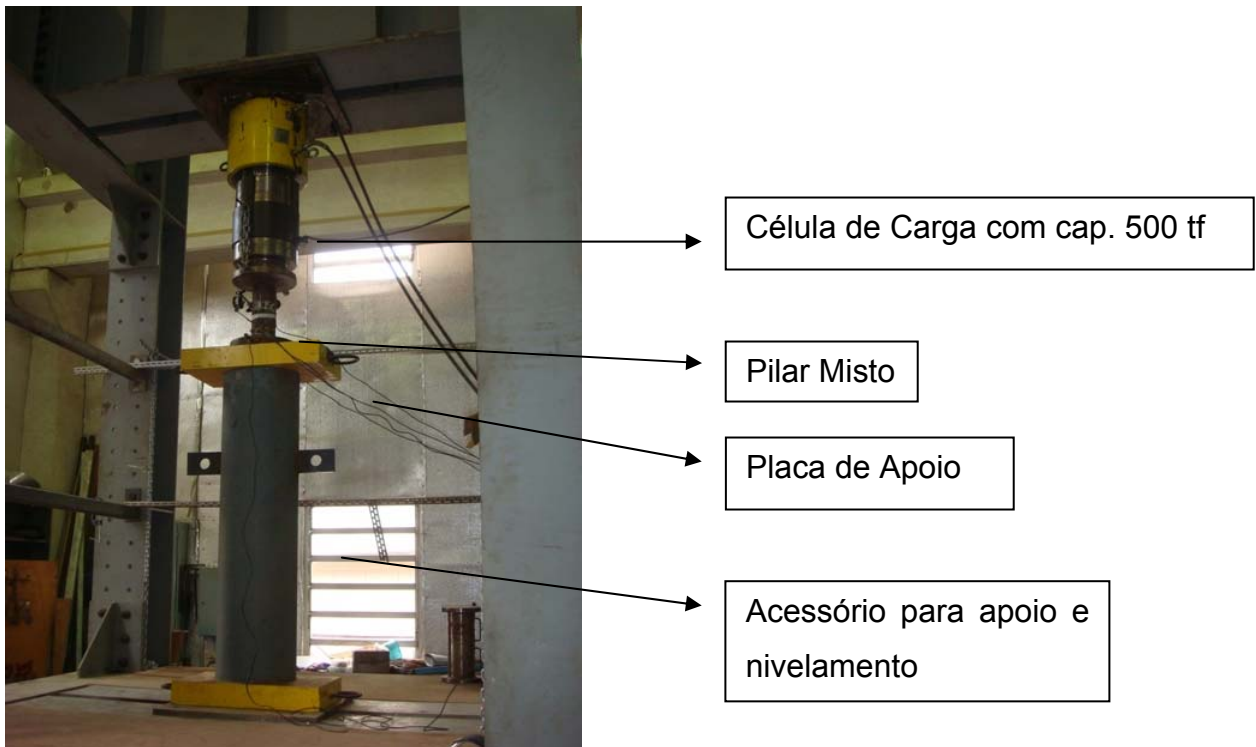 Célula de Carga com cap. 500 tf
Pilar Misto
Placa de Apoio
Acessório para apoio e
nivelamento